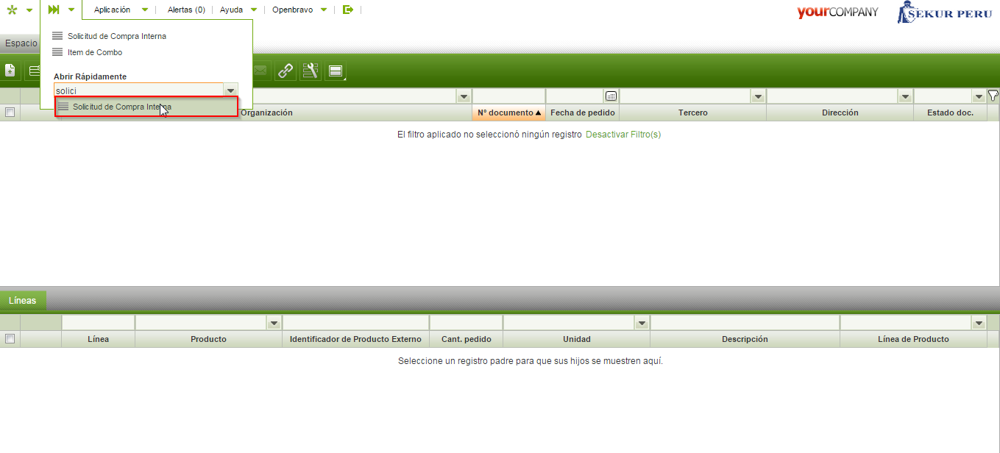 Aplicación
Alertas (0)
Ayuda
Openbravo
yourCOMPANY
SEKUR PERU
Solicitud de Compra Interna
Item de Combo
Espacio
Abrir Rápidamente
solici
Solicitud de Compra Interna
Organización
Nº documento
Fecha de pedido
Tercero
Dirección
Estado doc.
El filtro aplicado no seleccionó ningún registro Desactivar Filtro(s)
Líneas
Línea
Producto
Identificador de Producto Externo
Cant. pedido
Unidad
Descripción
Línea de Producto
Seleccione un registro padre para que sus hijos se muestren aquí.